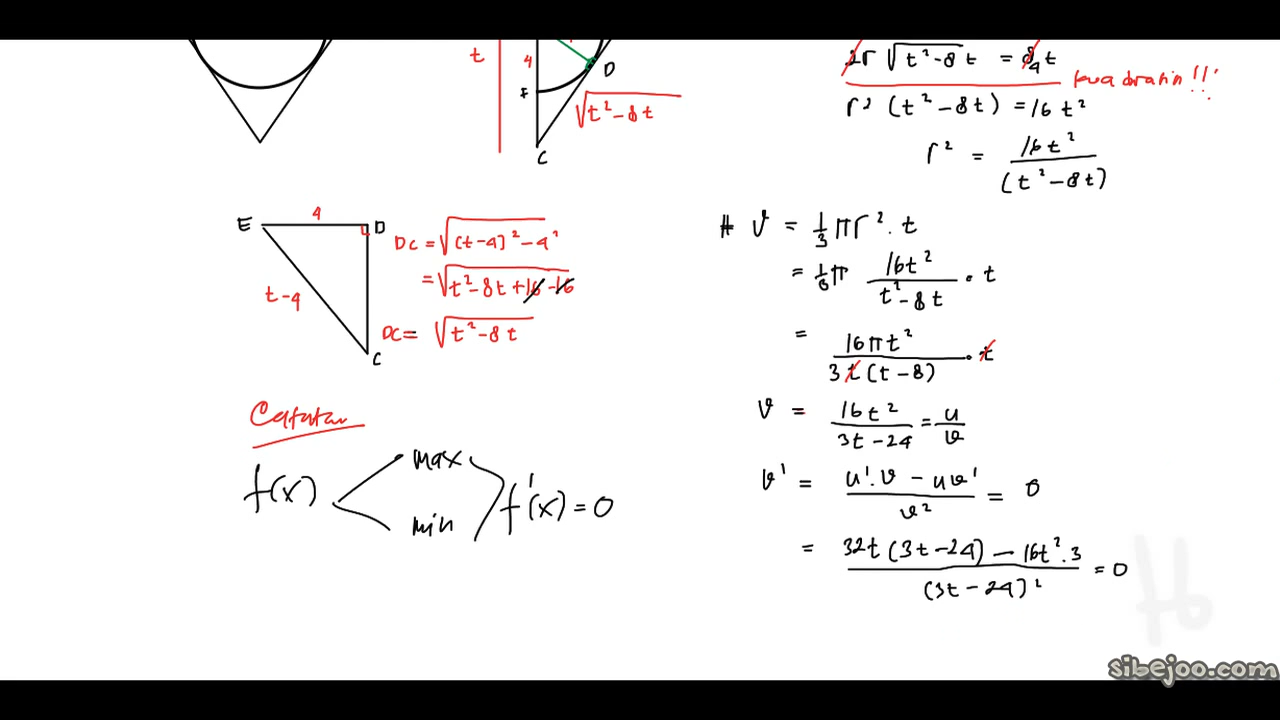 t
4
D
F
√(t² - 8t)
C
2r √(t² - 8t) = 8 4 t
kuadratin !!!
r² (t² - 8t) = 16 t²
r² = 16t² / (t² - 8t)
E
4
D
t - 4
C
DC = √((t-4)² - 4²)
= √(t² - 8t + 16 - 16)
DC = √(t² - 8t)
# V = 1/3 πr² . t
= 1/3 π 16t² / t² - 8t . t
= 16πt² / 3t(t - 8) . t
V = 16t² / 3t - 24 = u / v
V' = u'.v - uv' / v² = 0
= 32t(3t - 24) - 16t².3 / (3t - 24)² = 0
Catatan
f(x)
max
min
f'(x) = 0
sibejoo.com